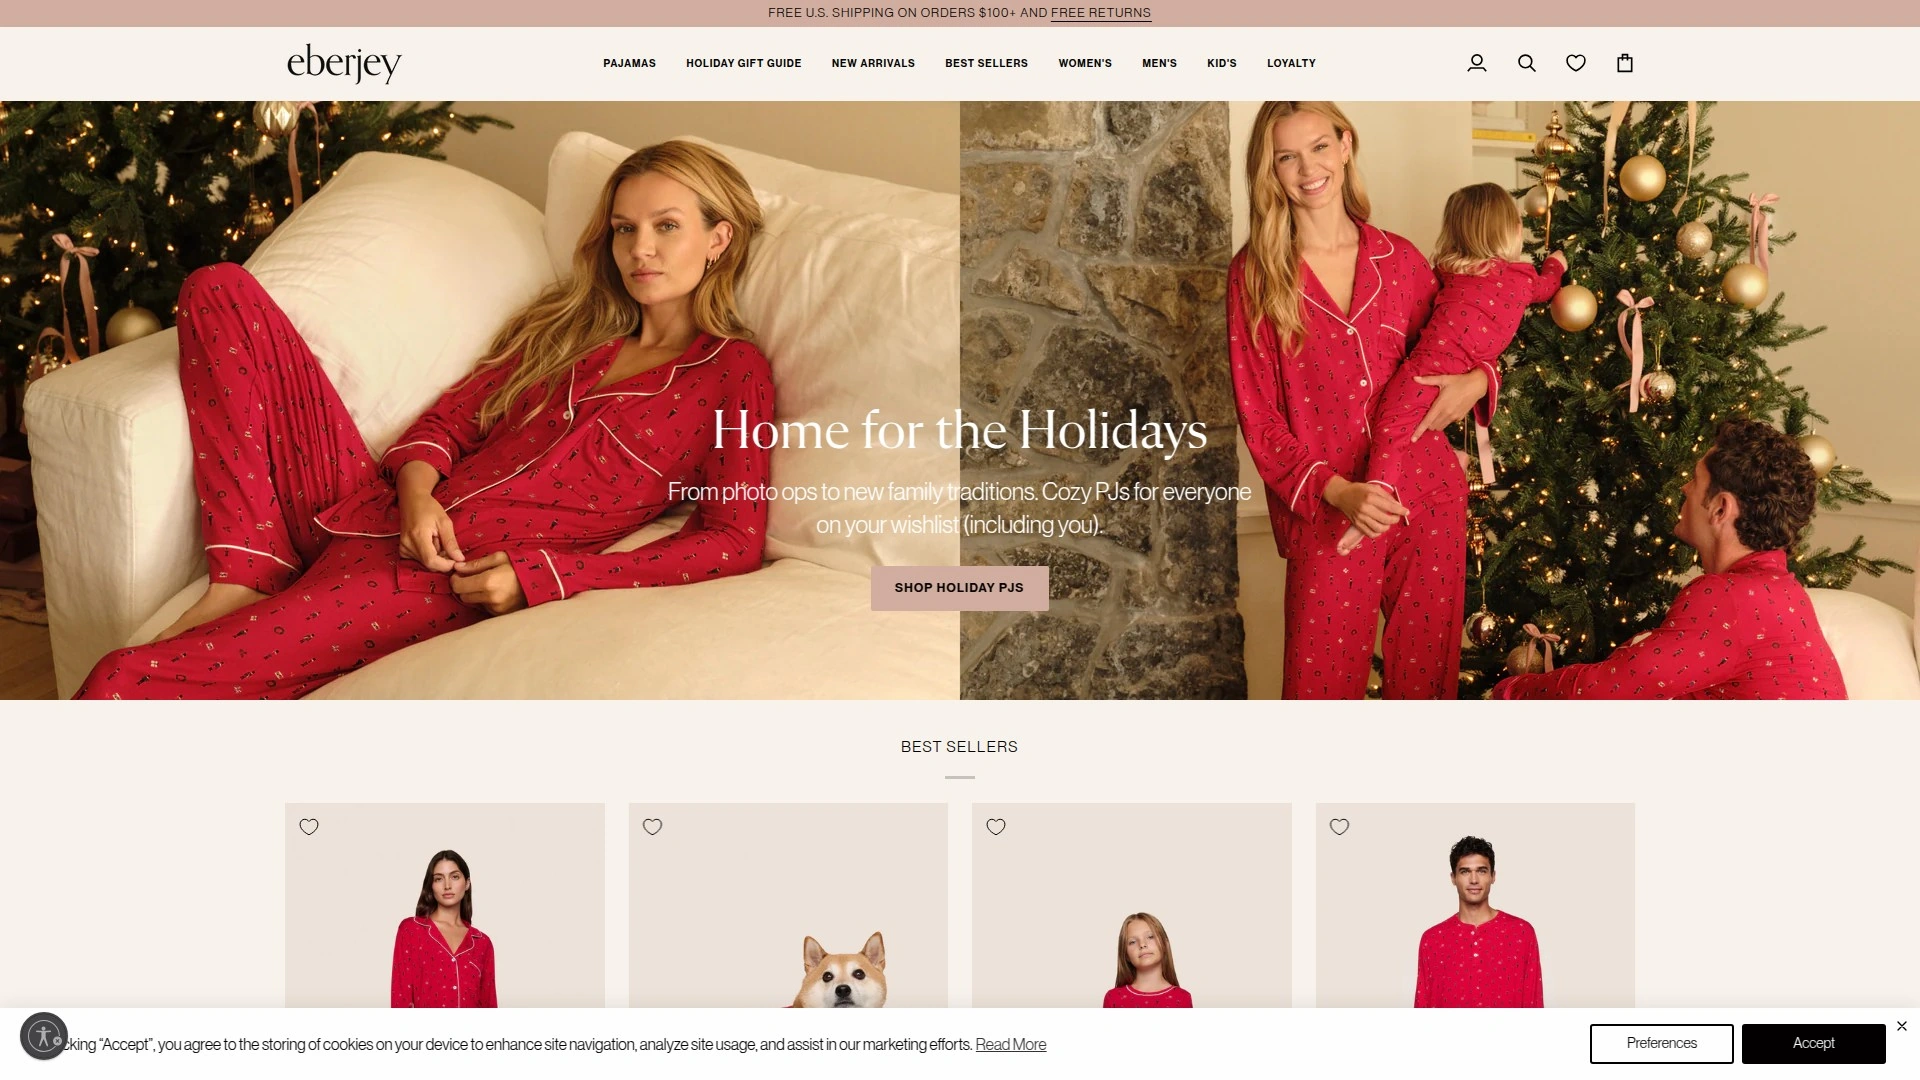 FREE U.S. SHIPPING ON ORDERS $100+ AND FREE RETURNS
eberjey
PAJAMAS HOLIDAY GIFT GUIDE NEW ARRIVALS BEST SELLERS WOMEN'S MEN'S KID'S LOYALTY
Home for the Holidays
From photo ops to new family traditions. Cozy PJs for everyone
on your wishlist (including you).
SHOP HOLIDAY PJS
BEST SELLERS
“Accept”, you agree to the storing of cookies on your device to enhance site navigation, analyze site usage, and assist in our marketing efforts. Read More
Preferences
Accept